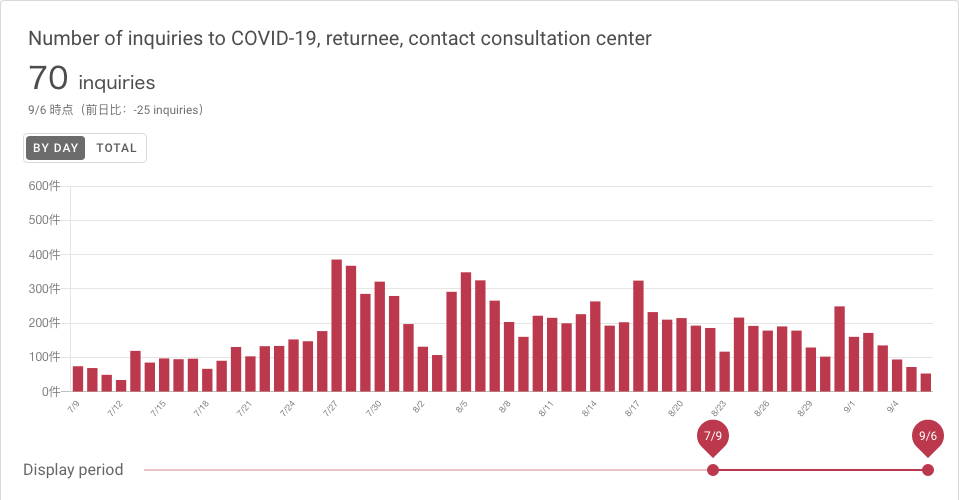 Number of inquiries to COVID-19, returnee, contact consultation center
70 inquiries
9/6 時点（前日比：-25 inquiries）
BY DAY TOTAL
600件
500件
400件
300件
200件
100件
0件
7/9 7/12 7/15 7/18 7/21 7/24 7/27 7/30 8/2 8/5 8/8 8/11 8/14 8/17 8/20 8/23 8/26 8/29 9/1 9/4
7/9 9/6
Display period